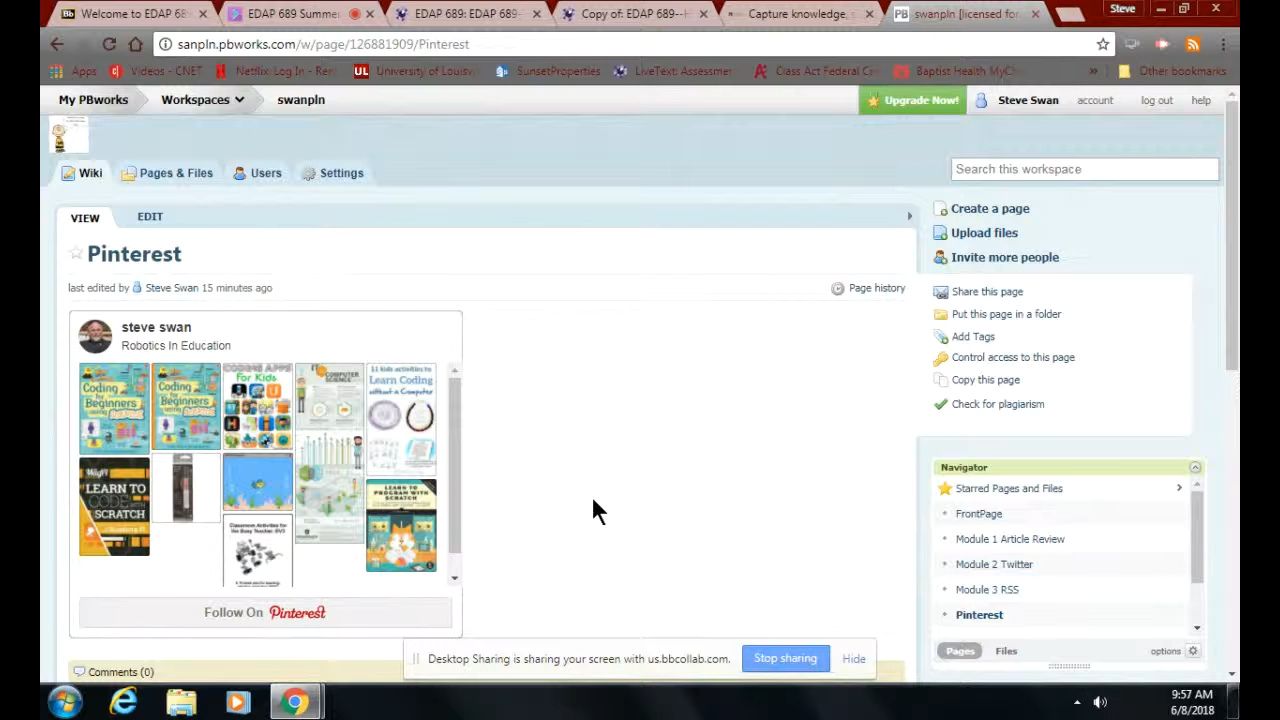 Welcome to EDAP 68
EDAP 689 Summer
EDAP 689: EDAP 689
Copy of: EDAP 689--
Capture knowledge,
swanpln [licensed for
Steve
sanpln.pbworks.com/w/page/126881909/Pinterest
Apps
Videos - CNET
Netflix: Log In - Ren
University of Louisv
SunsetProperties
LiveText: Assessmer
Class Act Federal Cr
Baptist Health MyCh
Other bookmarks
My PBworks
Workspaces
swanpln
Upgrade Now!
Steve Swan
account
log out
help
Wiki
Pages & Files
Users
Settings
Search this workspace
VIEW
EDIT
Create a page
Upload files
Invite more people
Pinterest
last edited by Steve Swan 15 minutes ago
Page history
Share this page
Put this page in a folder
Add Tags
Control access to this page
Copy this page
Check for plagiarism
steve swan
Robotics In Education
Coding for Beginners using
Coding for Beginners using
CODING APPS
For Kids
COMPUTER SCIENCE
11 kids activities to
Learn Coding
without a Computer
LEARN TO
CODE WITH
SCRATCH
LEARN TO
PROGRAM WITH
SCRATCH
Classroom Activities for
the Busy Teacher: EV3
Follow On Pinterest
Navigator
Starred Pages and Files
FrontPage
Module 1 Article Review
Module 2 Twitter
Module 3 RSS
Pinterest
Pages
Files
options
Desktop Sharing is sharing your screen with us.bbcollab.com.
Stop sharing
Hide
Comments (0)
9:57 AM
6/8/2018